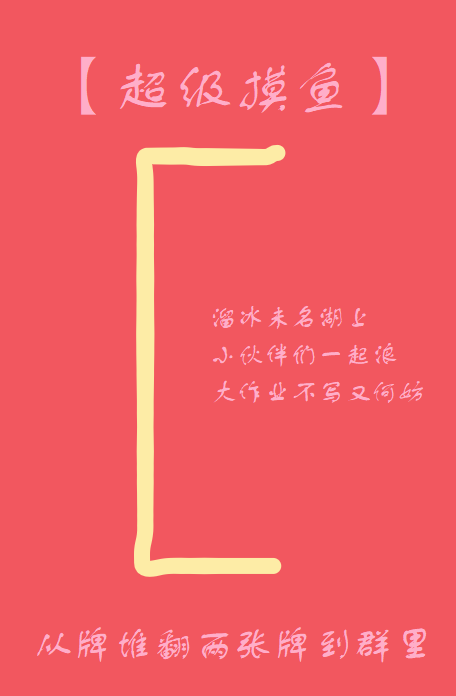 【超级摸鱼】
溜冰未名湖上
小伙伴们一起浪
大作业不写又何妨
从牌堆翻两张牌到群里